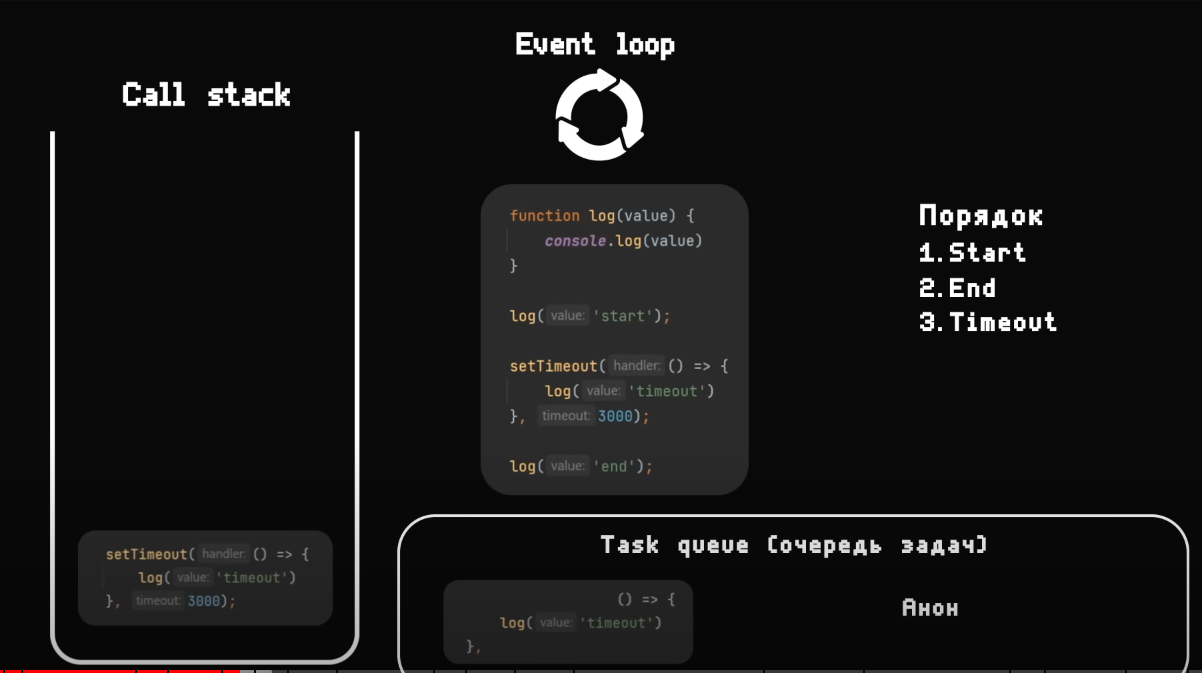 Event loop
Call stack
function log(value) {
console.log(value)
}
log( value: 'start');
setTimeout( handler: () => {
log( value: 'timeout')
}, timeout: 3000);
log( value: 'end');
Порядок
1.Start
2.End
3.Timeout
setTimeout( handler: () => {
log( value: 'timeout')
}, timeout: 3000);
Task queue (очередь задач)
() => {
log( value: 'timeout')
},
Анон